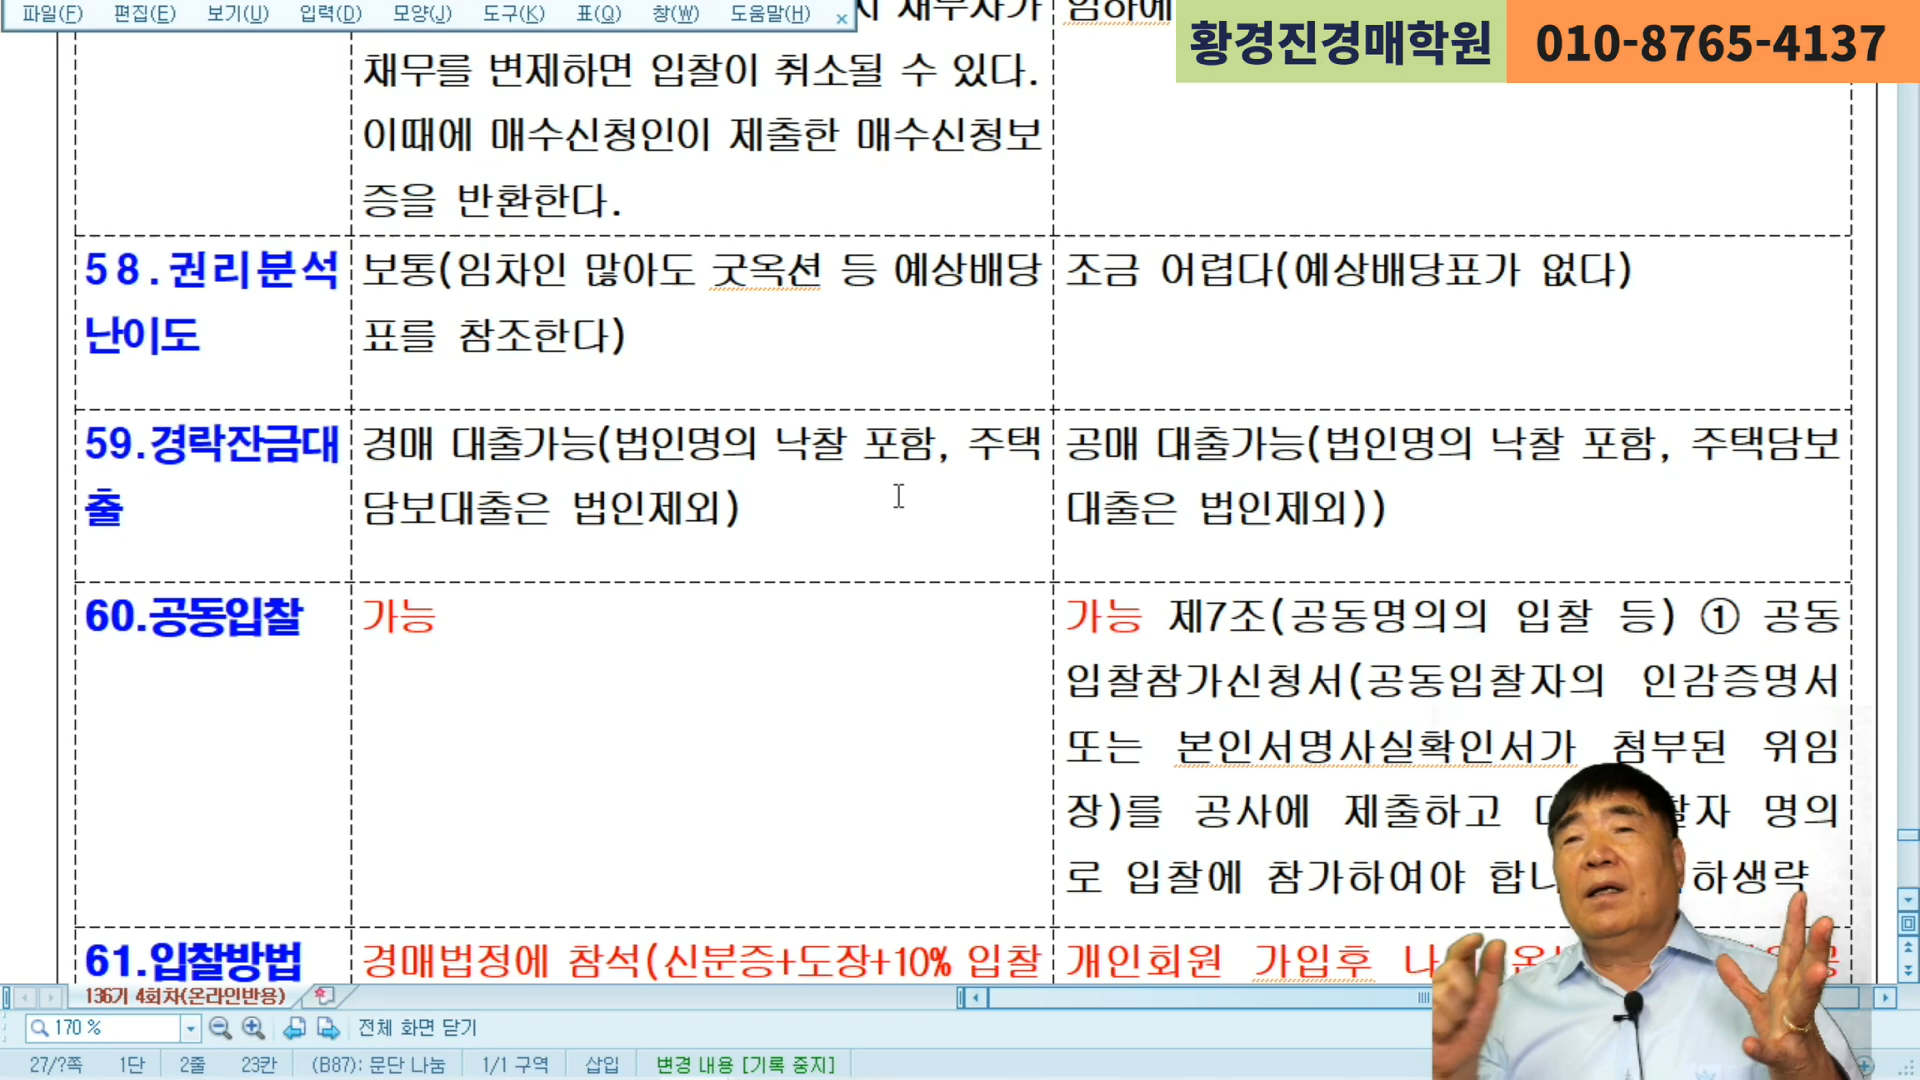 파일(F) 편집(E) 보기(U) 입력(D) 모양(J) 도구(K) 표(Q) 창(W) 도움말(H)
황경진경매학원 010-8765-4137
채무자가
채무를 변제하면 입찰이 취소될 수 있다.
이때에 매수신청인이 제출한 매수신청보
증을 반환한다.
58.권리분석
난이도
보통(임차인 많아도 굿옥션 등 예상배당
표를 참조한다)
조금 어렵다(예상배당표가 없다)
59.경락잔금대
출
경매 대출가능(법인명의 낙찰 포함, 주택
담보대출은 법인제외)
공매 대출가능(법인명의 낙찰 포함, 주택담보
대출은 법인제외))
60.공동입찰
가능
가능 제7조(공동명의의 입찰 등) ① 공동
입찰참가신청서(공동입찰자의 인감증명서
또는 본인서명사실확인서가 첨부된 위임
장)를 공사에 제출하고 명의
로 입찰에 참가하여야 하생략
61.입찰방법
경매법정에 참석(신분증+도장+10% 입찰
개인회원 가입후
136기 4회차(온라인반용)
170 % 전체 화면 닫기
27/?쪽 1단 2줄 23칸 (B87): 문단 나눔 1/1 구역 삽입 변경 내용 [기록 중지]